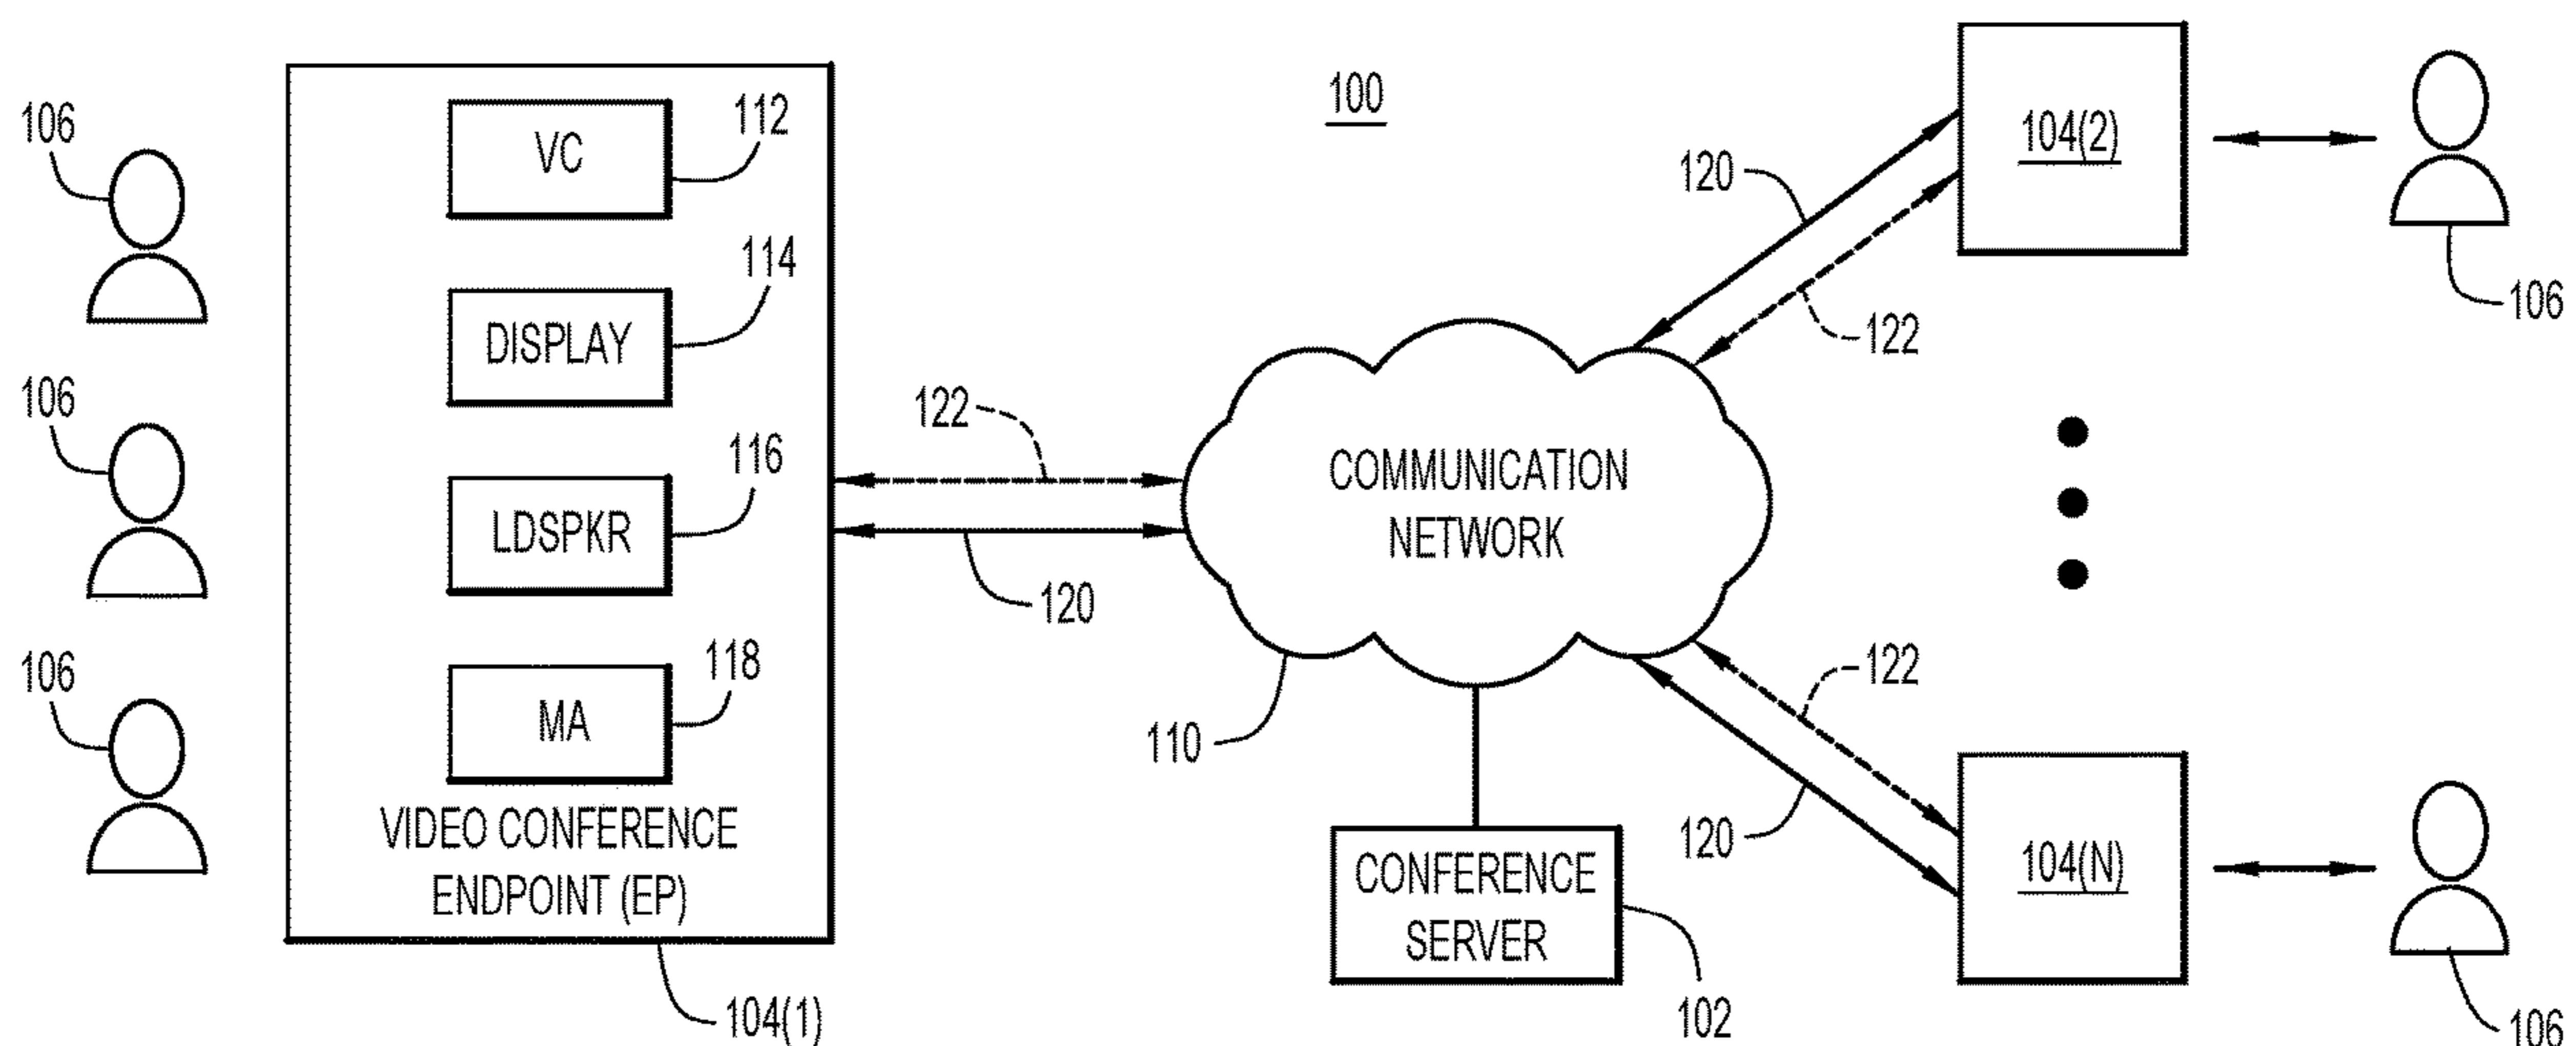 100
106
106
106
VC
112
DISPLAY
114
LDSPKR
116
MA
118
VIDEO CONFERENCE
ENDPOINT (EP)
104(1)
122
120
COMMUNICATION
NETWORK
110
CONFERENCE
SERVER
102
120
122
104(2)
106
122
120
104(N)
106